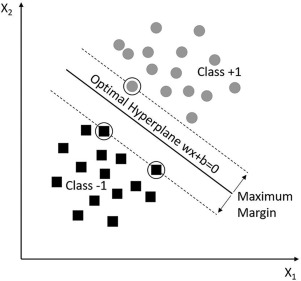 X2
Class +1
Optimal Hyperplane wx+b=0
Class -1
Maximum
Margin
X1